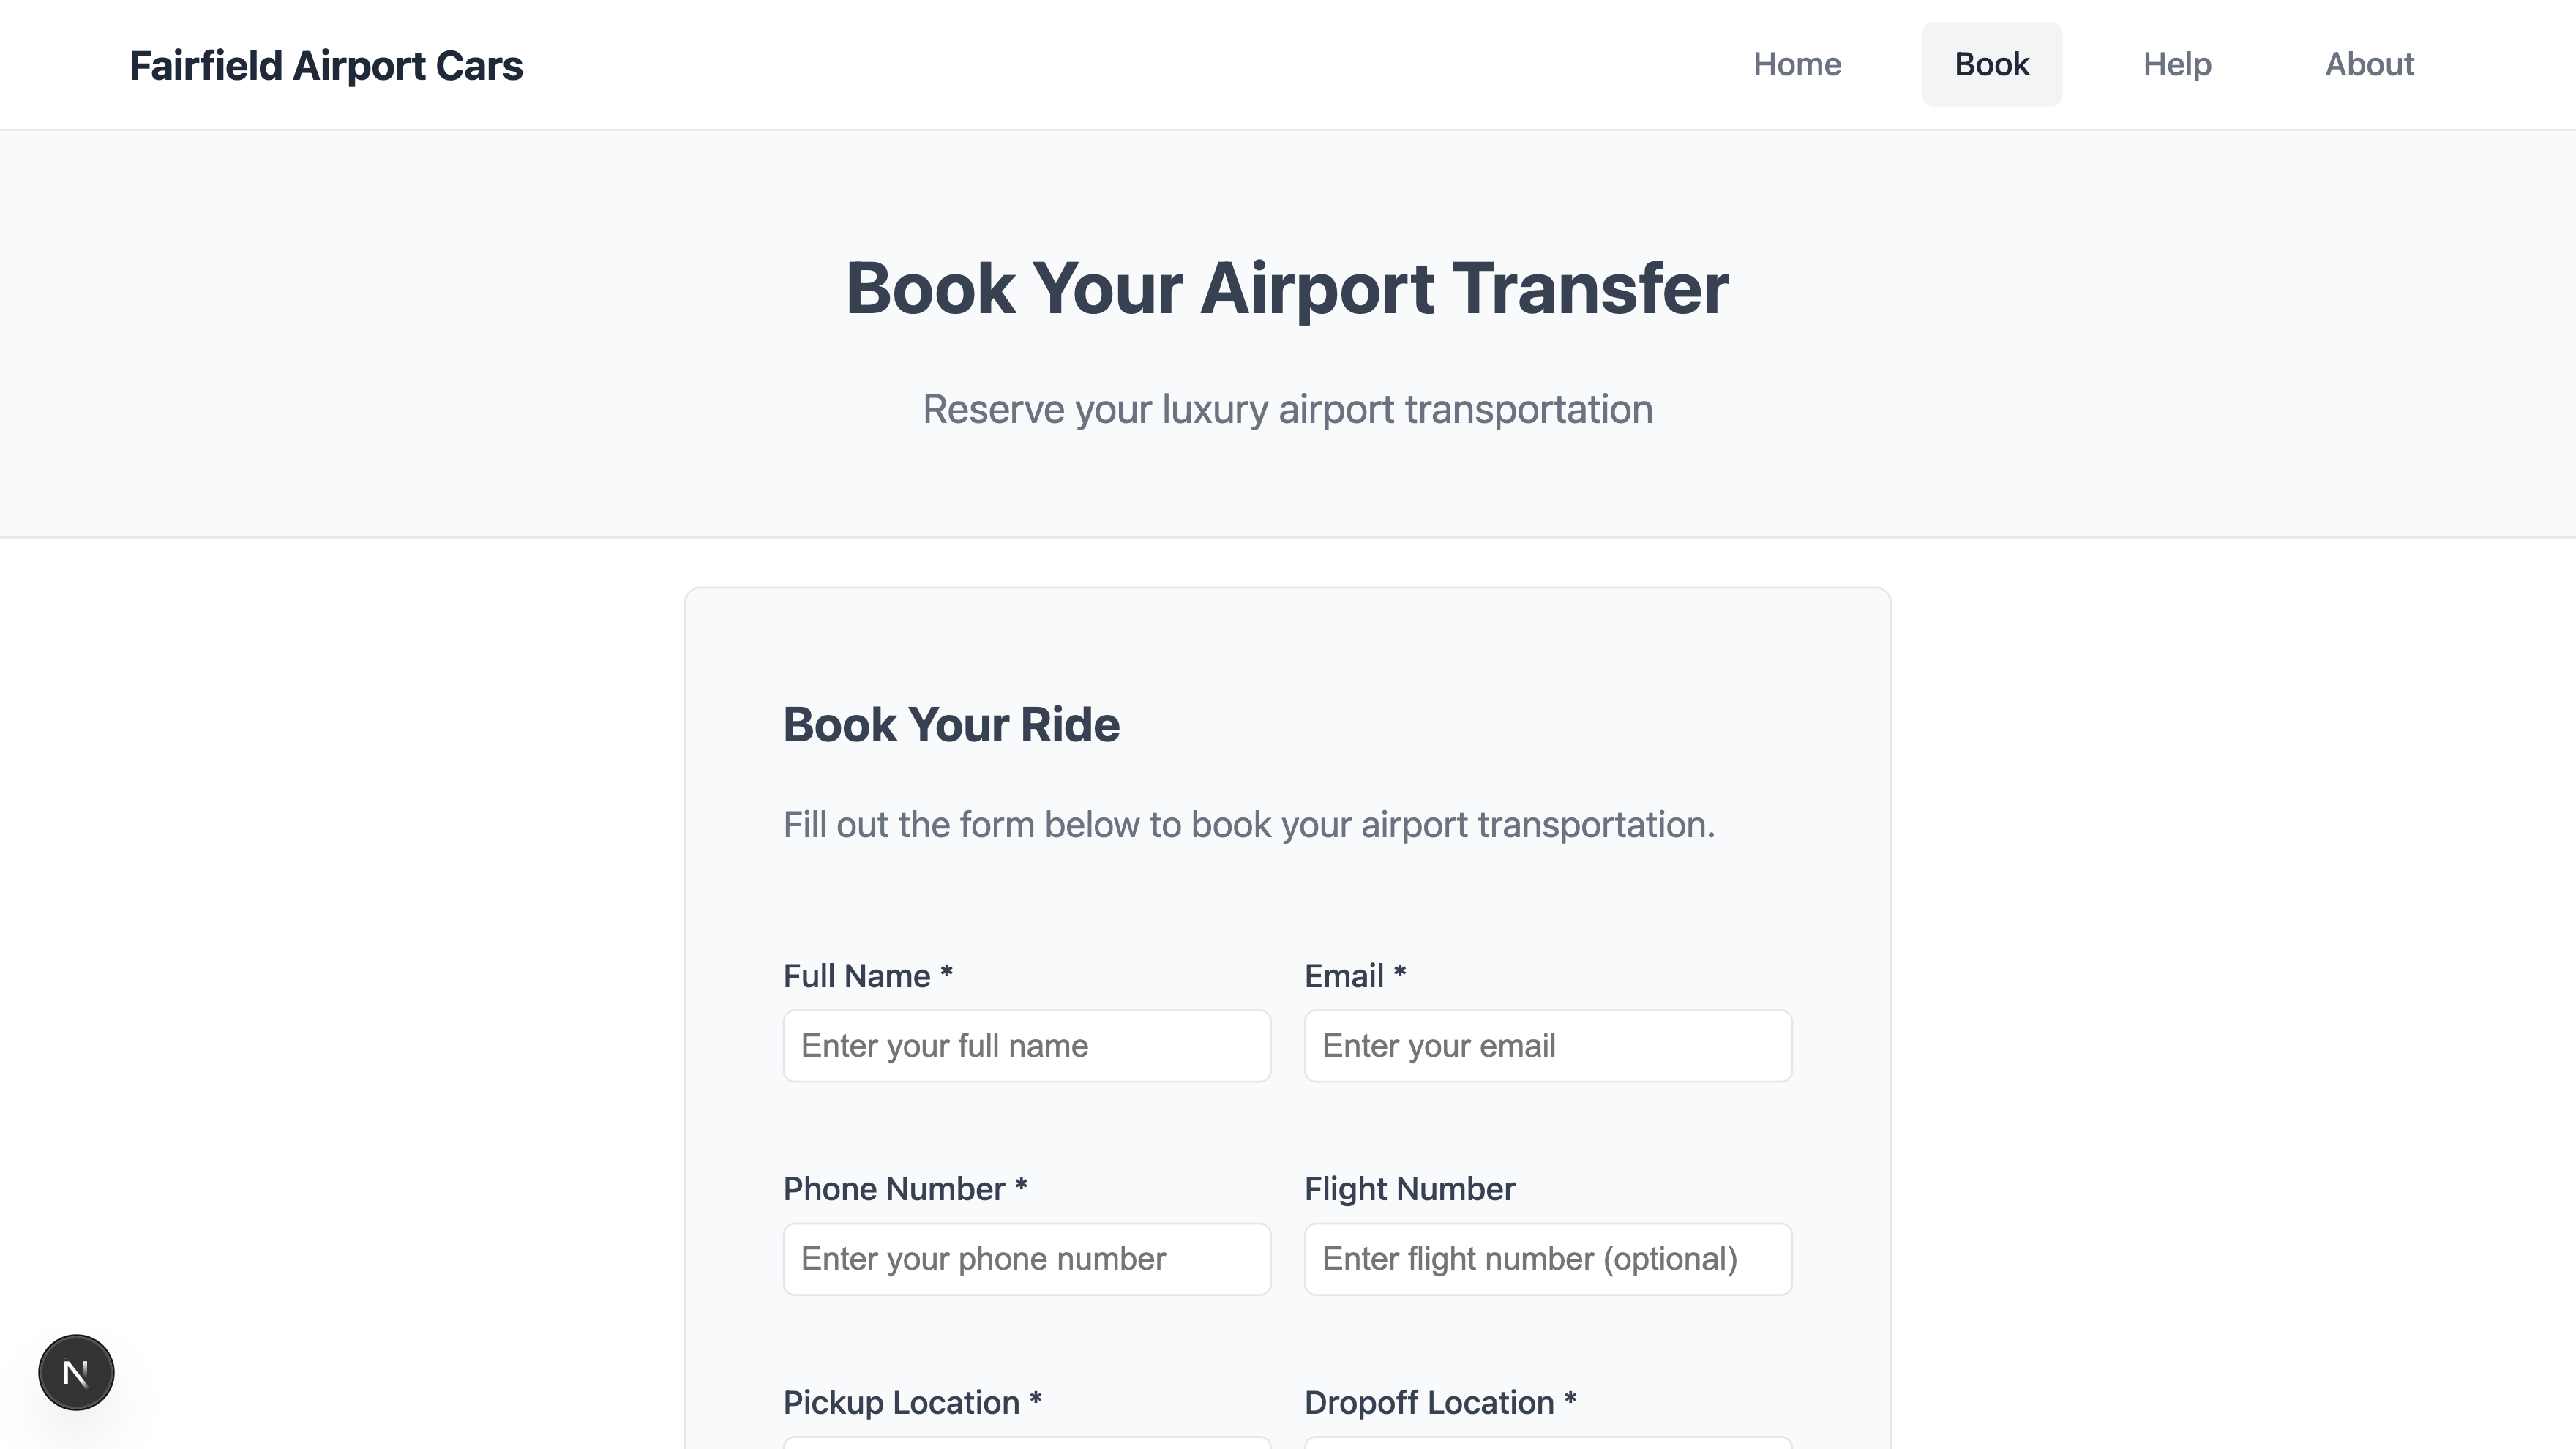 Fairfield Airport Cars
Home
Book
Help
About
Book Your Airport Transfer
Reserve your luxury airport transportation
Book Your Ride
Fill out the form below to book your airport transportation.
Full Name *
Email *
Enter your full name
Enter your email
Phone Number *
Flight Number
Enter your phone number
Enter flight number (optional)
Pickup Location *
Dropoff Location *
N